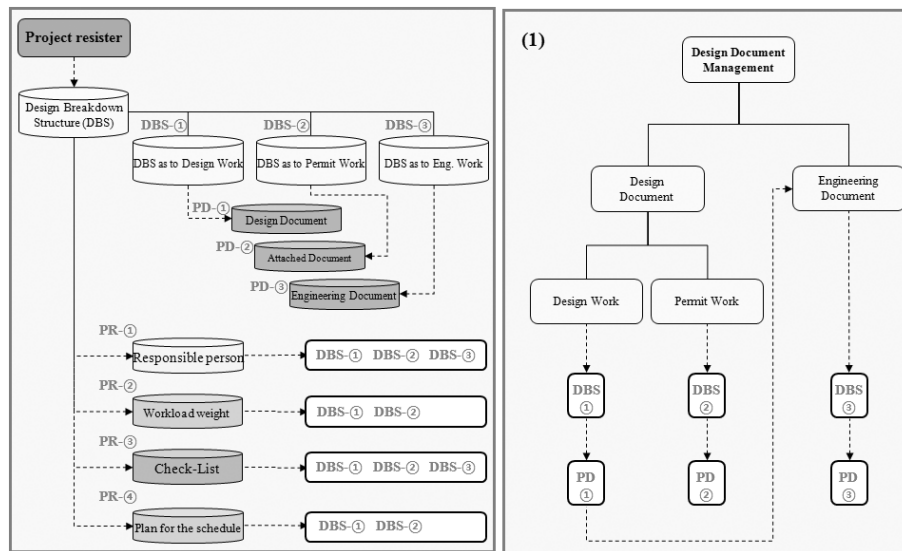 Project resister
Design Breakdown
Structure (DBS)
DBS-①
DBS-②
DBS-③
DBS as to Design Work
DBS as to Permit Work
DBS as to Eng. Work
PD-①
Design Document
PD-②
Attached Document
PD-③
Engineering Document
PR-①
Responsible person
DBS-① DBS-② DBS-③
PR-②
Workload weight
DBS-① DBS-②
PR-③
Check-List
DBS-① DBS-② DBS-③
PR-④
Plan for the schedule
DBS-① DBS-②
(1)
Design Document
Management
Design
Document
Engineering
Document
Design Work
Permit Work
DBS
①
DBS
②
DBS
③
PD
①
PD
②
PD
③